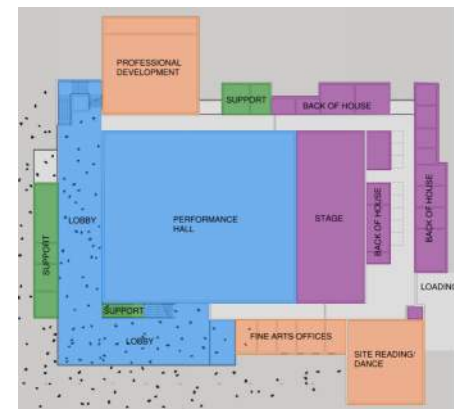 PROFESSIONAL
DEVELOPMENT
SUPPORT
BACK OF HOUSE
LOBBY
PERFORMANCE
HALL
STAGE
BACK OF HOUSE
BACK OF HOUSE
SUPPORT
LOADING
SUPPORT
LOBBY
FINE ARTS OFFICES
SITE READING/
DANCE